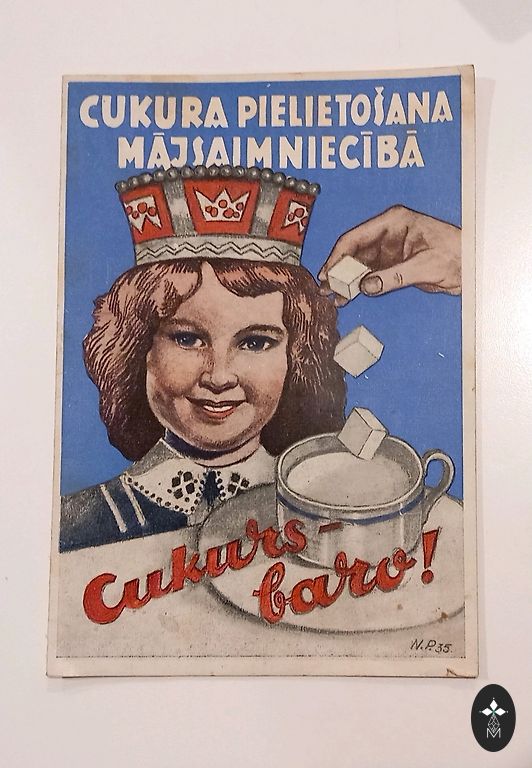 CUKURA PIELIETOŠANA
MĀJSAIMNIECĪBĀ
Cukurs -
baro!
N.P.35.
M